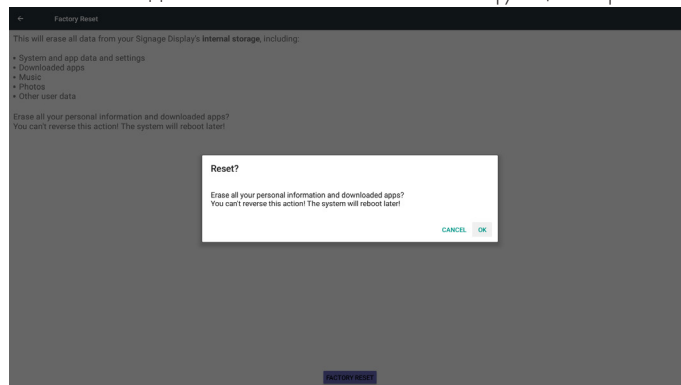 ← Factory Reset
This will erase all data from your Signage Display's internal storage, including:
• System and app data and settings
• Downloaded apps
• Music
• Photos
• Other user data
Erase all your personal information and downloaded apps?
You can't reverse this action! The system will reboot later!
Reset?
Erase all your personal information and downloaded apps?
You can't reverse this action! The system will reboot later!
CANCEL OK
FACTORY RESET